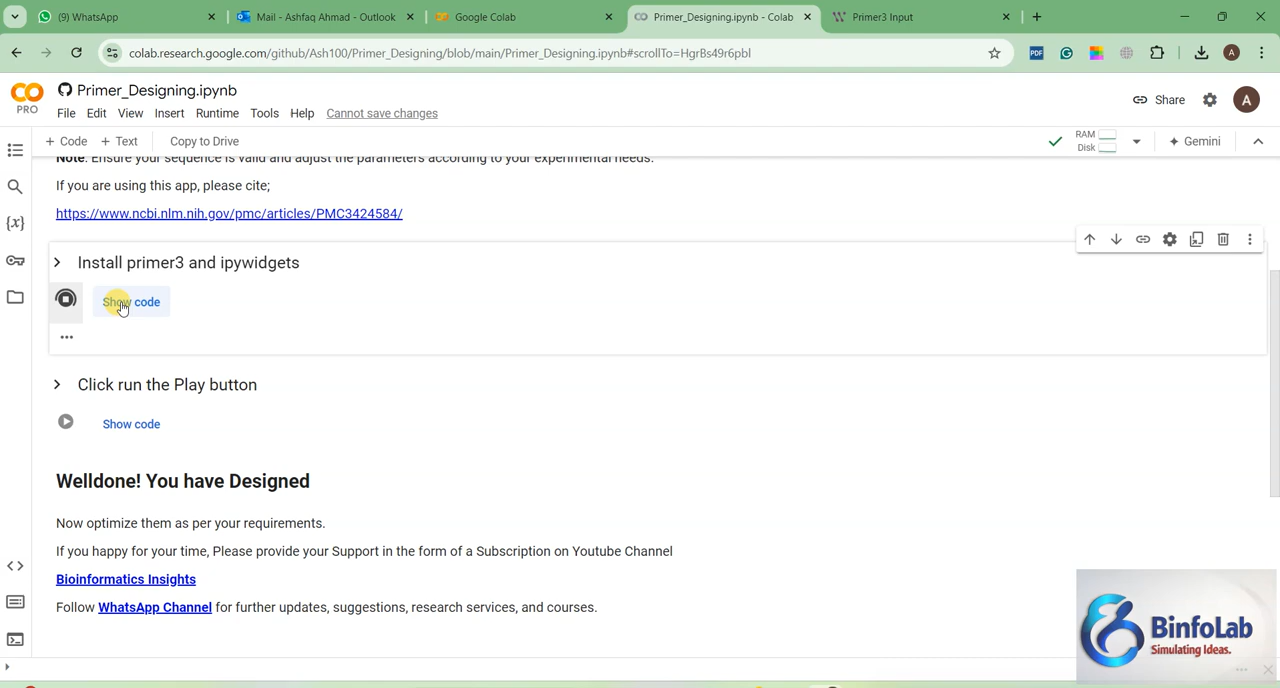 (9) WhatsApp
Mail - Ashfaq Ahmad - Outlook
Google Colab
Primer_Designing.ipynb - Colab
Primer3 Input
colab.research.google.com/github/Ash100/Primer_Designing/blob/main/Primer_Designing.ipynb#scrollTo=HgrBs49r6pbl
PDF
A
PRO
Primer_Designing.ipynb
File Edit View Insert Runtime Tools Help Cannot save changes
Share
A
+ Code + Text Copy to Drive
RAM
Disk
Gemini
Note: Ensure your sequence is valid and adjust the parameters according to your experimental needs.
If you are using this app, please cite;
https://www.ncbi.nlm.nih.gov/pmc/articles/PMC3424584/
Install primer3 and ipywidgets
Show code
Click run the Play button
Show code
Welldone! You have Designed
Now optimize them as per your requirements.
If you happy for your time, Please provide your Support in the form of a Subscription on Youtube Channel
Bioinformatics Insights
Follow WhatsApp Channel for further updates, suggestions, research services, and courses.
BinfoLab
Simulating Ideas.